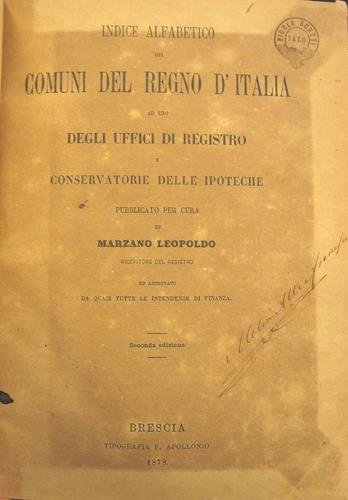 INDICE ALFABETICO
DEI
COMUNI DEL REGNO D'ITALIA
AD USO
DEGLI UFFICI DI REGISTRO
E
CONSERVATORIE DELLE IPOTECHE
PUBBLICATO PER CURA
DI
MARZANO LEOPOLDO
RICEVITORE DEL REGISTRO
ED APPROVATO
DA QUASI TUTTE LE INTENDENZE DI FINANZA.
Seconda edizione.
BRESCIA
TIPOGRAFIA F. APOLLONIO
1878.